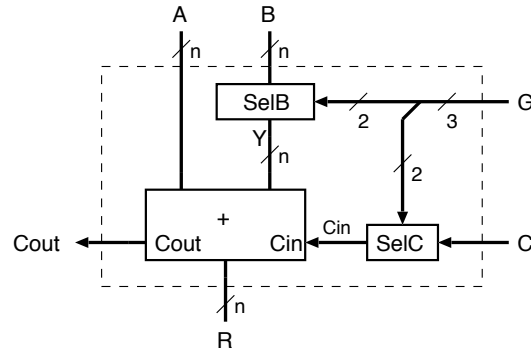 A B
n n
SelB G
2 3
Y
n 2
+
Cin
Cout Cout Cin SelC C
n
R